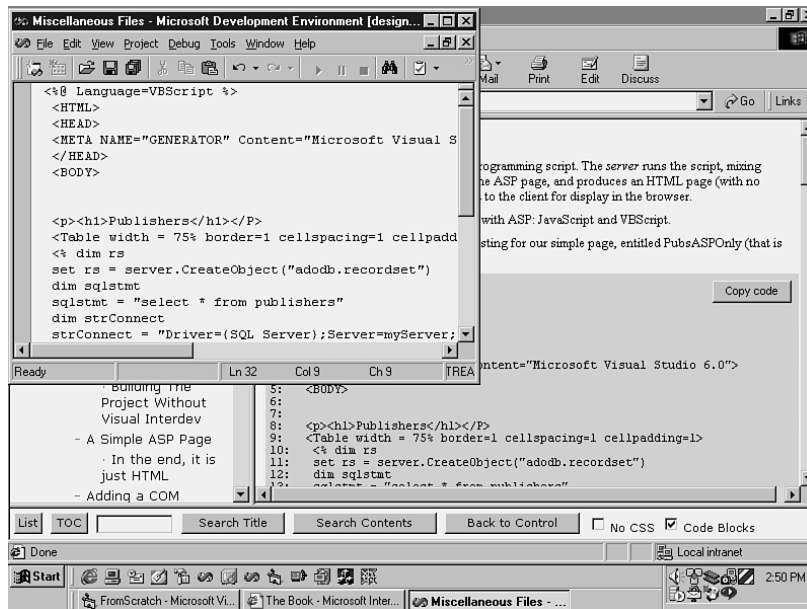 Miscellaneous Files - Microsoft Development Environment [design...
File Edit View Project Debug Tools Window Help
<%@ Language=VBScript %>
<HTML>
<HEAD>
<META NAME="GENERATOR" Content="Microsoft Visual S
</HEAD>
<BODY>
<p><h1>Publishers</h1></P>
<Table width = 75% border=1 cellspacing=1 cellpadd
<% dim rs
set rs = server.CreateObject("adodb.recordset")
dim sqlstmt
sqlstmt = "select * from publishers"
dim strConnect
strConnect = "Driver={SQL Server};Server=myServer;
Ready Ln 32 Col 9 Ch 9 TREA
Mail Print Edit Discuss
Go Links
rogramming script. The server runs the script, mixing
ne ASP page, and produces an HTML page (with no
to the client for display in the browser.
with ASP: JavaScript and VBScript.
sting for our simple page, entitled PubsASPOnly (that is
Copy code
ontent="Microsoft Visual Studio 6.0">
· Building The
Project Without
Visual Interdev
- A Simple ASP Page
· In the end, it is
just HTML
- Adding a COM
5: <BODY>
6:
7:
8: <p><h1>Publishers</h1></P>
9: <Table width = 75% border=1 cellspacing=1 cellpadding=1>
10: <% dim rs
11: set rs = server.CreateObject("adodb.recordset")
12: dim sqlstmt
13: sqlstmt = "select * from publishers"
List TOC Search Title Search Contents Back to Control No CSS Code Blocks
Done Local intranet
Start 2:50 PM
FromScratch - Microsoft Vi... The Book - Microsoft Inter... Miscellaneous Files - ...